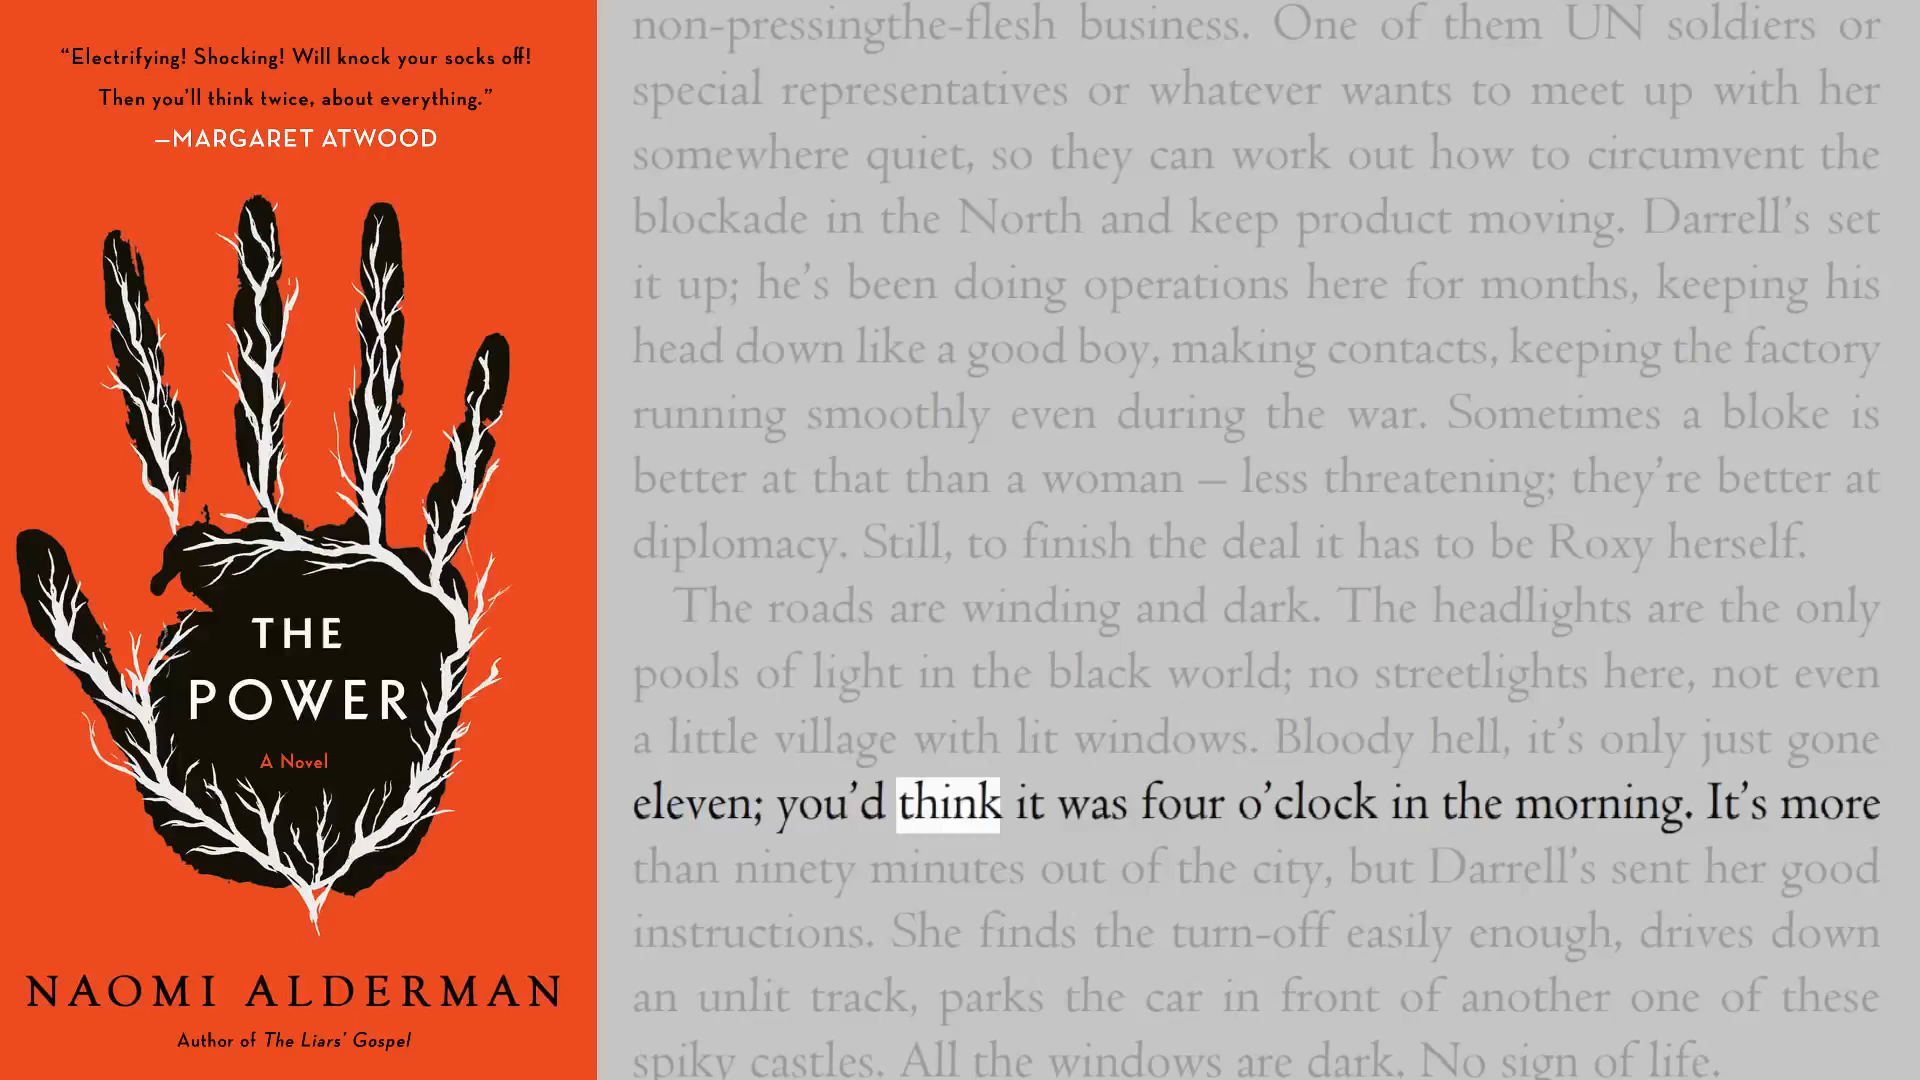 “Electrifying! Shocking! Will knock your socks off!
Then you’ll think twice, about everything.”
—MARGARET ATWOOD
THE
POWER
A Novel
NAOMI ALDERMAN
Author of The Liars’ Gospel
non-pressingthe-flesh business. One of them UN soldiers or
special representatives or whatever wants to meet up with her
somewhere quiet, so they can work out how to circumvent the
blockade in the North and keep product moving. Darrell’s set
it up; he’s been doing operations here for months, keeping his
head down like a good boy, making contacts, keeping the factory
running smoothly even during the war. Sometimes a bloke is
better at that than a woman – less threatening; they’re better at
diplomacy. Still, to finish the deal it has to be Roxy herself.
The roads are winding and dark. The headlights are the only
pools of light in the black world; no streetlights here, not even
a little village with lit windows. Bloody hell, it’s only just gone
eleven; you’d think it was four o’clock in the morning. It’s more
than ninety minutes out of the city, but Darrell’s sent her good
instructions. She finds the turn-off easily enough, drives down
an unlit track, parks the car in front of another one of these
spiky castles. All the windows are dark. No sign of life.